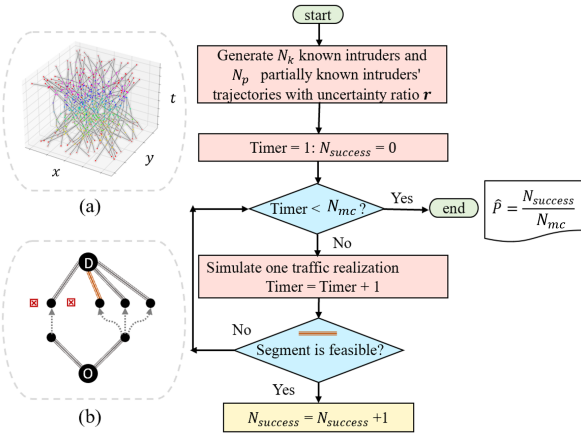 start
Generate N_k known intruders and
N_p partially known intruders'
trajectories with uncertainty ratio r
Timer = 1: N_success = 0
Timer < N_mc ?
Yes
end
P̂ = N_success / N_mc
No
Simulate one traffic realization
Timer = Timer + 1
No
Segment is feasible?
Yes
N_success = N_success +1
t
x
y
(a)
D
O
(b)